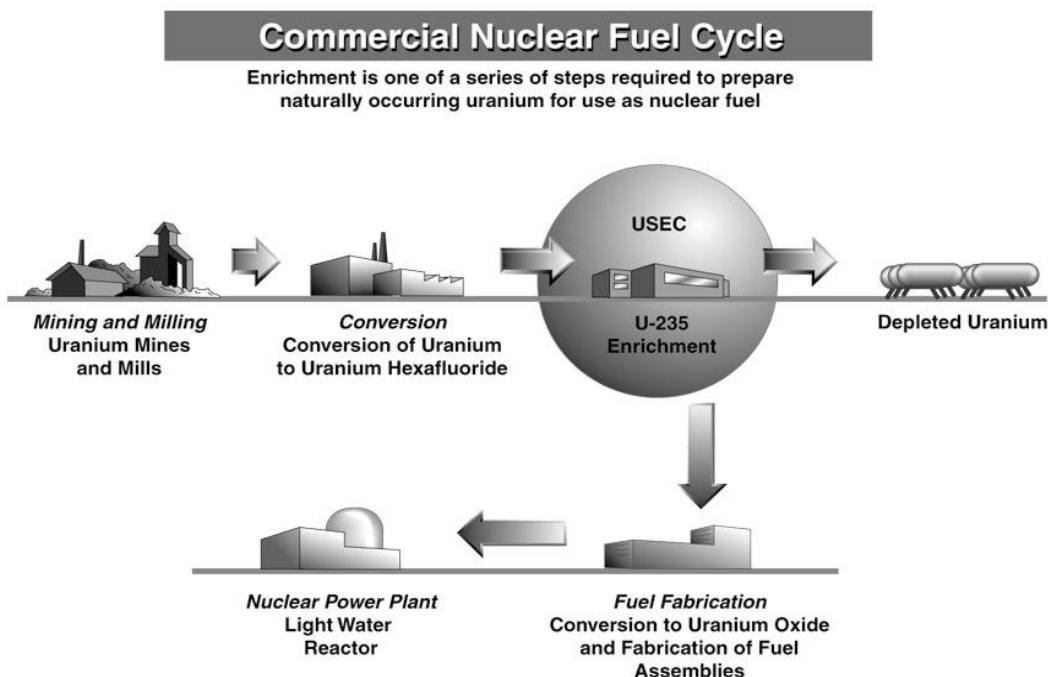 Commercial Nuclear Fuel Cycle
Enrichment is one of a series of steps required to prepare
naturally occurring uranium for use as nuclear fuel
USEC
Mining and Milling
Uranium Mines
and Mills
Conversion
Conversion of Uranium
to Uranium Hexafluoride
U-235
Enrichment
Depleted Uranium
Nuclear Power Plant
Light Water
Reactor
Fuel Fabrication
Conversion to Uranium Oxide
and Fabrication of Fuel
Assemblies